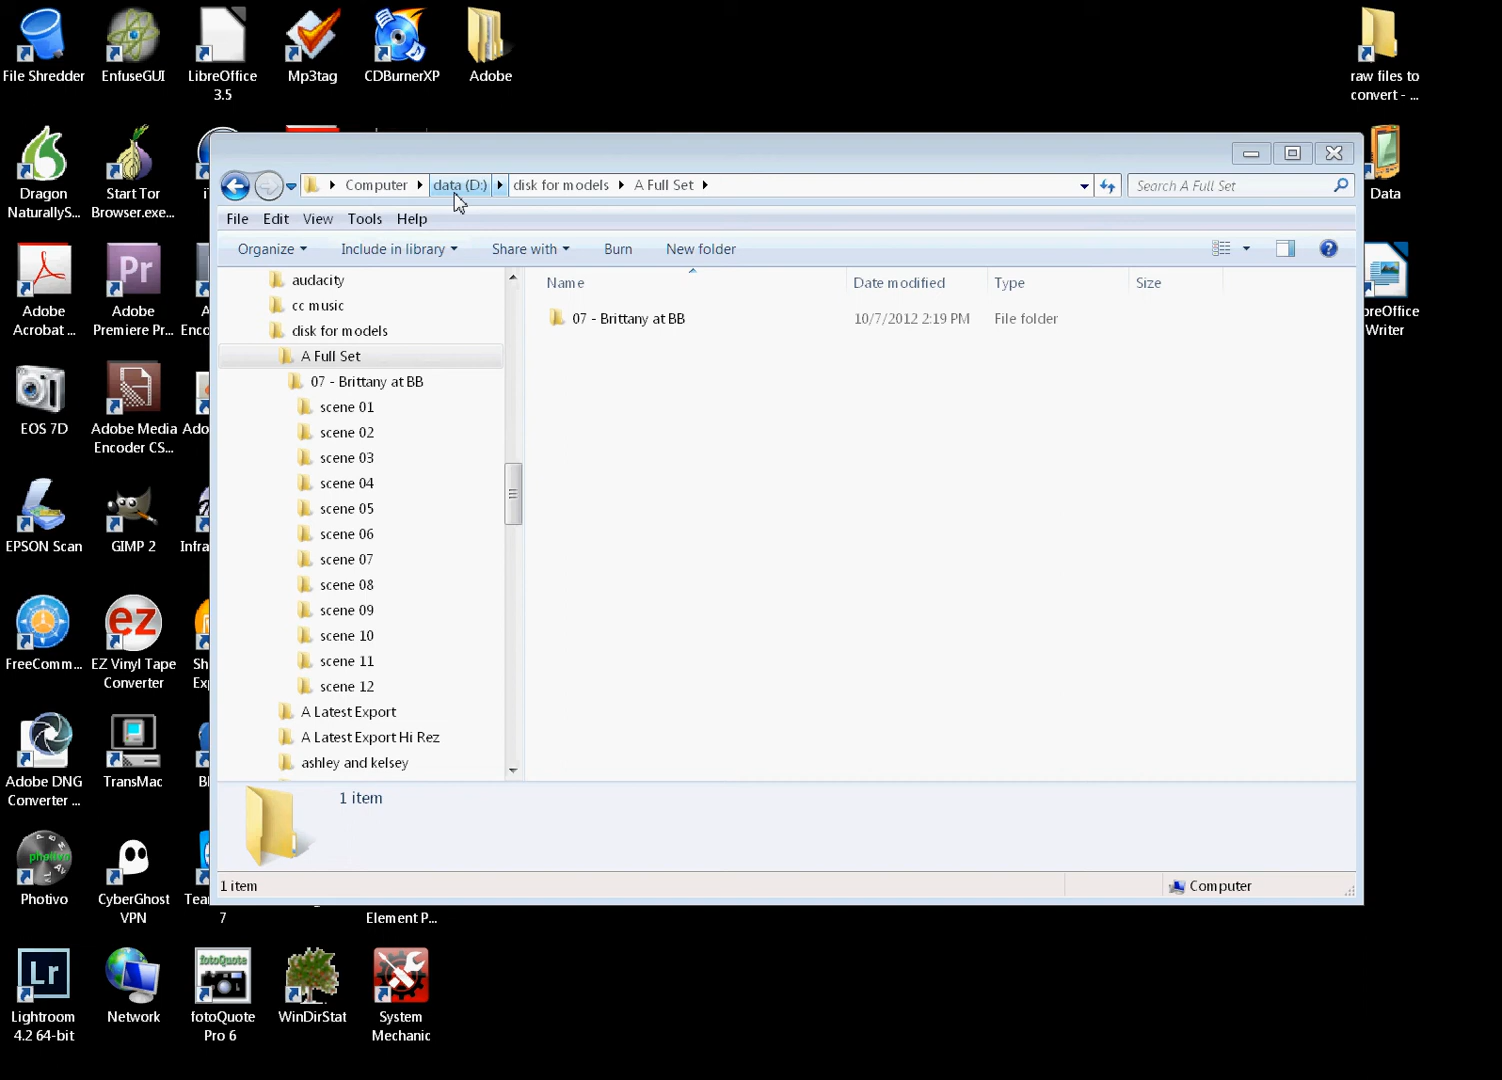 File Shredder
EnfuseGUI
LibreOffice
3.5
Mp3tag
CDBurnerXP
Adobe
raw files to
convert - ...
Dragon
NaturallyS...
Start Tor
Browser.exe...
Data
Adobe
Acrobat ...
Adobe
Premiere Pr...
Writer
EOS 7D
Adobe Media
Encoder CS...
EPSON Scan
GIMP 2
FreeComm...
EZ Vinyl Tape
Converter
ez
Adobe DNG
Converter ...
TransMac
photivo
Photivo
CyberGhost
VPN
7
Element P...
Lr
Lightroom
4.2 64-bit
Network
fotoQuote
fotoQuote
Pro 6
WinDirStat
System
Mechanic
Pr
Computer
data (D:)
disk for models
A Full Set
Search A Full Set
File Edit View Tools Help
Organize Include in library Share with Burn New folder
audacity
cc music
disk for models
A Full Set
07 - Brittany at BB
scene 01
scene 02
scene 03
scene 04
scene 05
scene 06
scene 07
scene 08
scene 09
scene 10
scene 11
scene 12
A Latest Export
A Latest Export Hi Rez
ashley and kelsey
Name Date modified Type Size
07 - Brittany at BB 10/7/2012 2:19 PM File folder
1 item
1 item
Computer